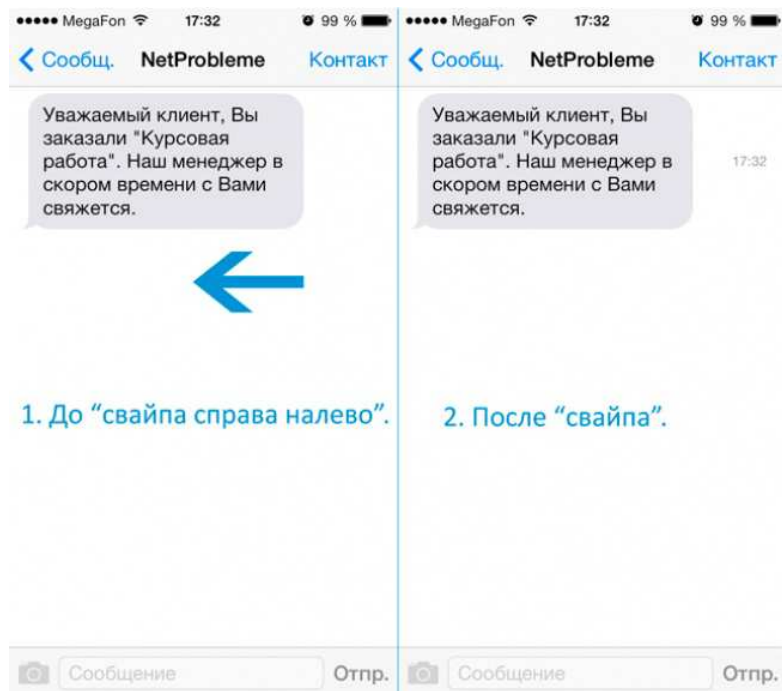 MegaFon 17:32 99 %
Сообщ. NetProbleme Контакт
Уважаемый клиент, Вы
заказали "Курсовая
работа". Наш менеджер в
скором времени с Вами
свяжется.
1. До “свайпа справа налево”.
Сообщение Отпр.
MegaFon 17:32 99 %
Сообщ. NetProbleme Контакт
Уважаемый клиент, Вы
заказали "Курсовая
работа". Наш менеджер в
скором времени с Вами
свяжется.
17:32
2. После “свайпа”.
Сообщение Отпр.